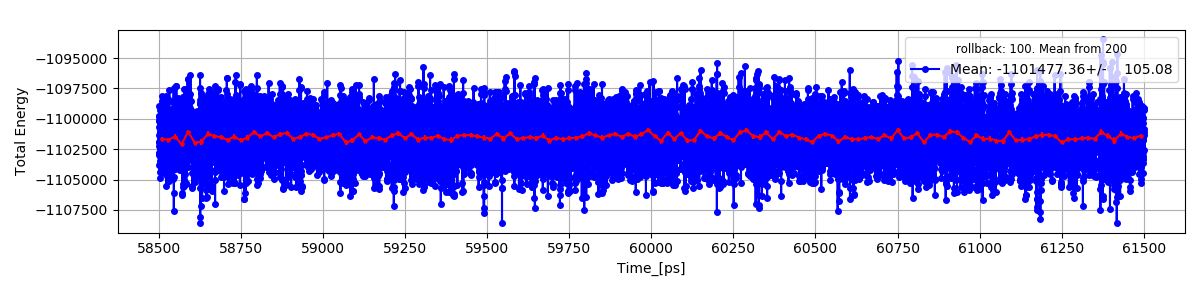 Total Energy
−1095000
−1097500
−1100000
−1102500
−1105000
−1107500
rollback: 100. Mean from 200
Mean: -1101477.36+/-   105.08
58500 58750 59000 59250 59500 59750 60000 60250 60500 60750 61000 61250 61500
Time_[ps]